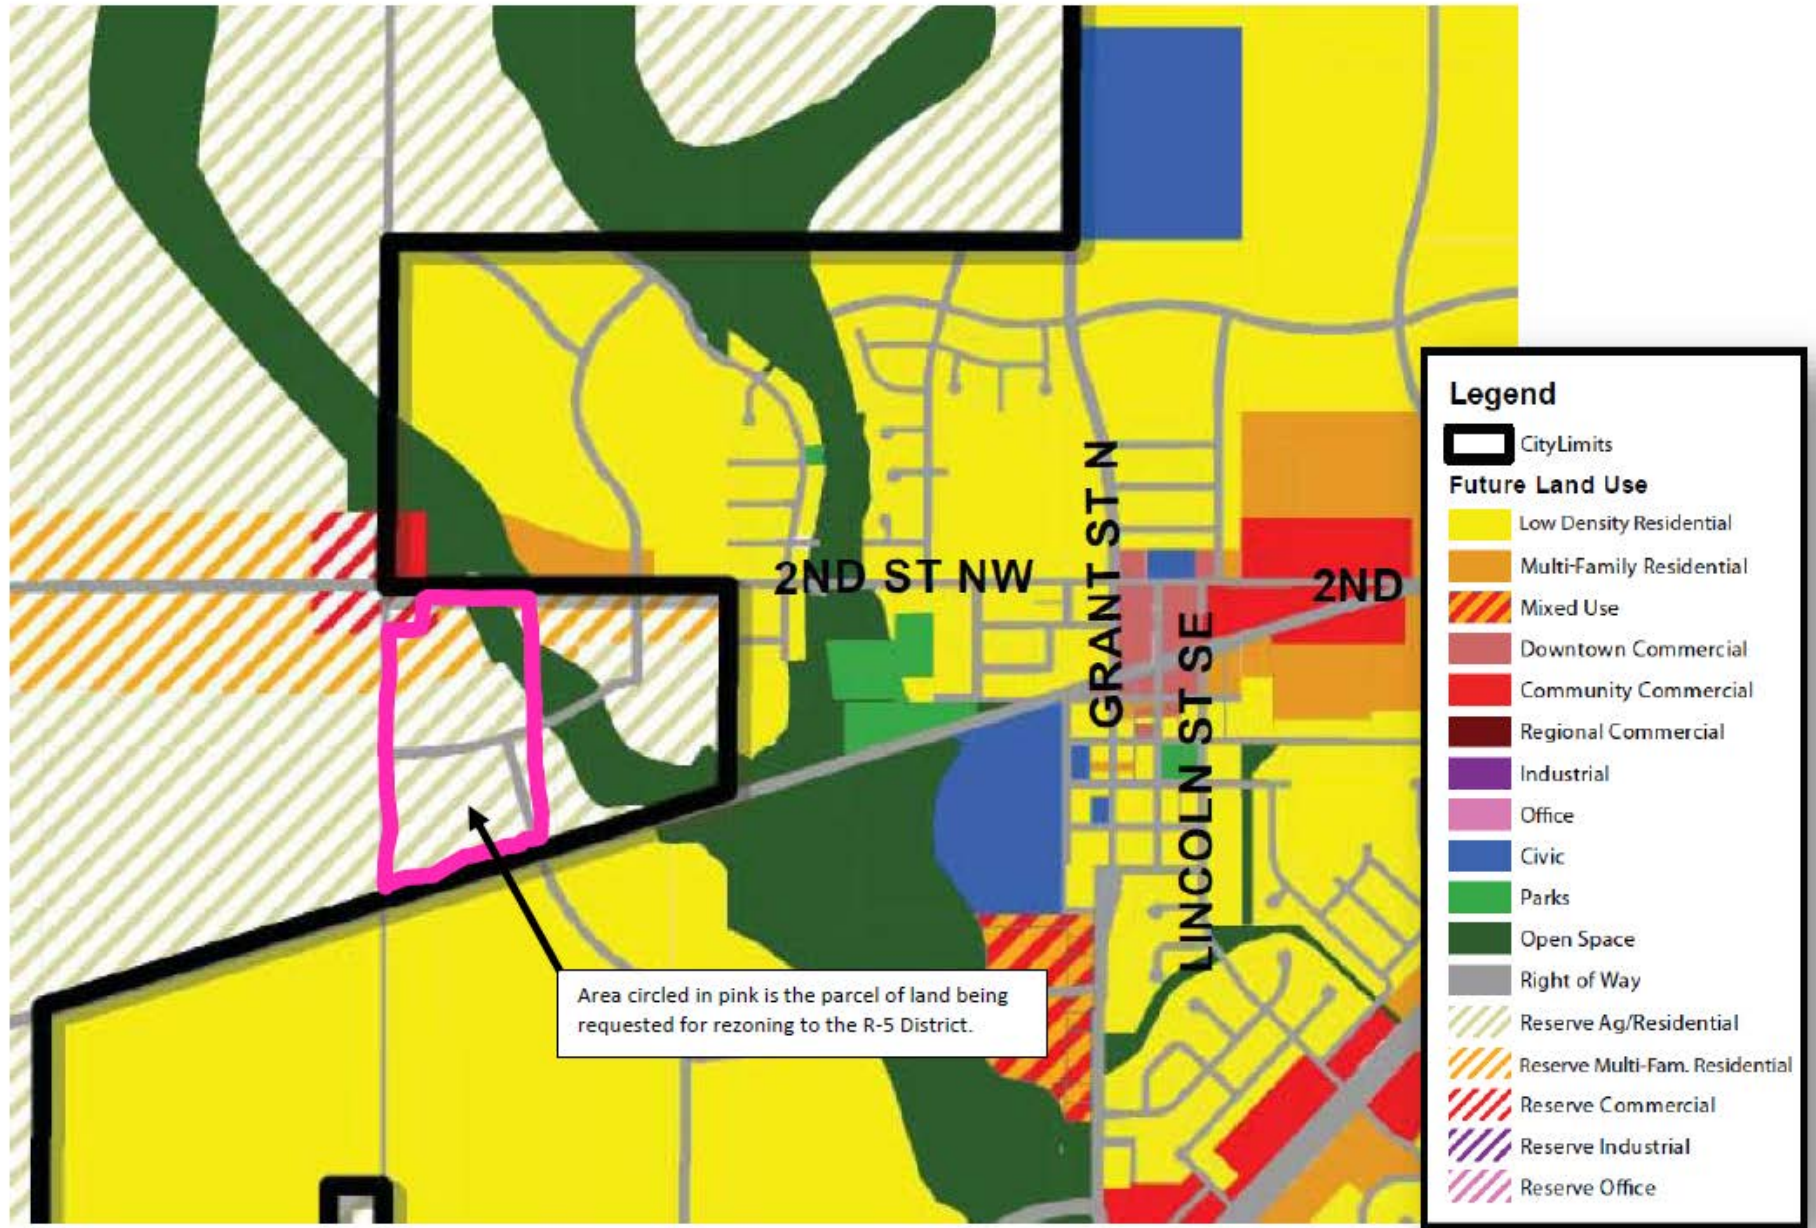 2ND ST NW
GRANT ST N
2ND
LINCOLN ST SE
Area circled in pink is the parcel of land being
requested for rezoning to the R-5 District.
Legend
CityLimits
Future Land Use
Low Density Residential
Multi-Family Residential
Mixed Use
Downtown Commercial
Community Commercial
Regional Commercial
Industrial
Office
Civic
Parks
Open Space
Right of Way
Reserve Ag/Residential
Reserve Multi-Fam. Residential
Reserve Commercial
Reserve Industrial
Reserve Office